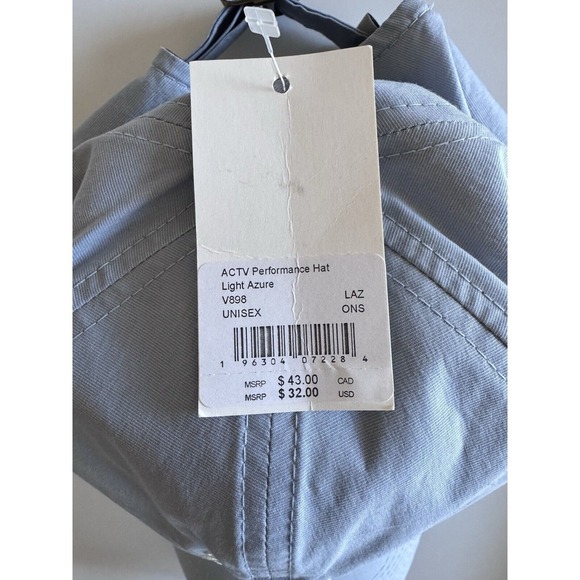 ACTV Performance Hat
Light Azure
V898 LAZ
UNISEX ONS
1 96304 07228 4
MSRP $ 43.00 CAD
MSRP $ 32.00 USD